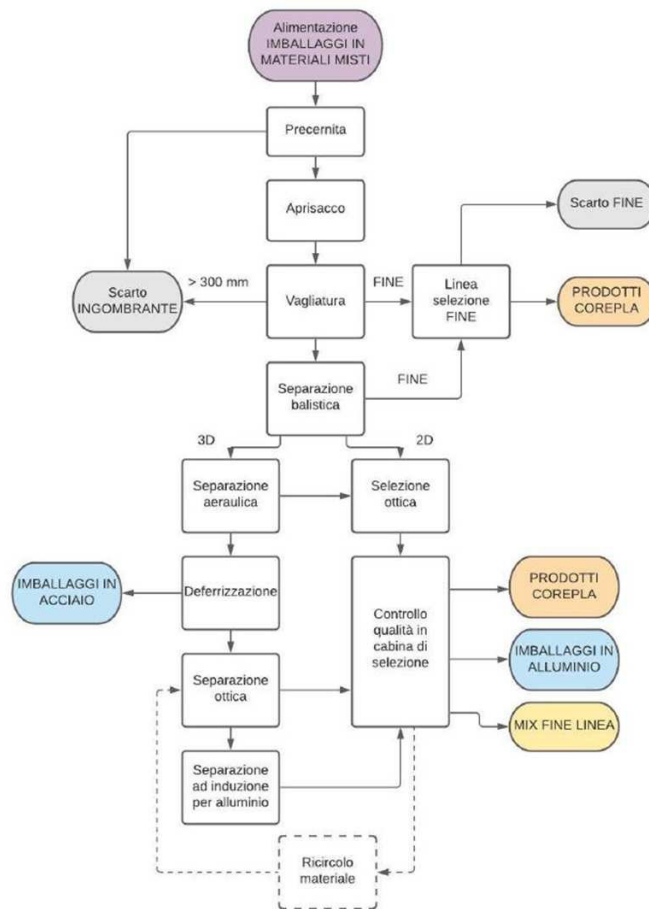 Alimentazione
IMBALLAGGI IN
MATERIALI MISTI
Precernita
Aprisacco
Scarto FINE
> 300 mm
FINE
Scarto
INGOMBRANTE
Vagliatura
Linea
selezione
FINE
PRODOTTI
COREPLA
Separazione
balistica
FINE
3D
2D
Separazione
aeraulica
Selezione
ottica
IMBALLAGGI IN
ACCIAIO
Deferrizzazione
Controllo
qualità in
cabina di
selezione
PRODOTTI
COREPLA
IMBALLAGGI IN
ALLUMINIO
Separazione
ottica
MIX FINE LINEA
Separazione
ad induzione
per alluminio
Ricircolo
materiale